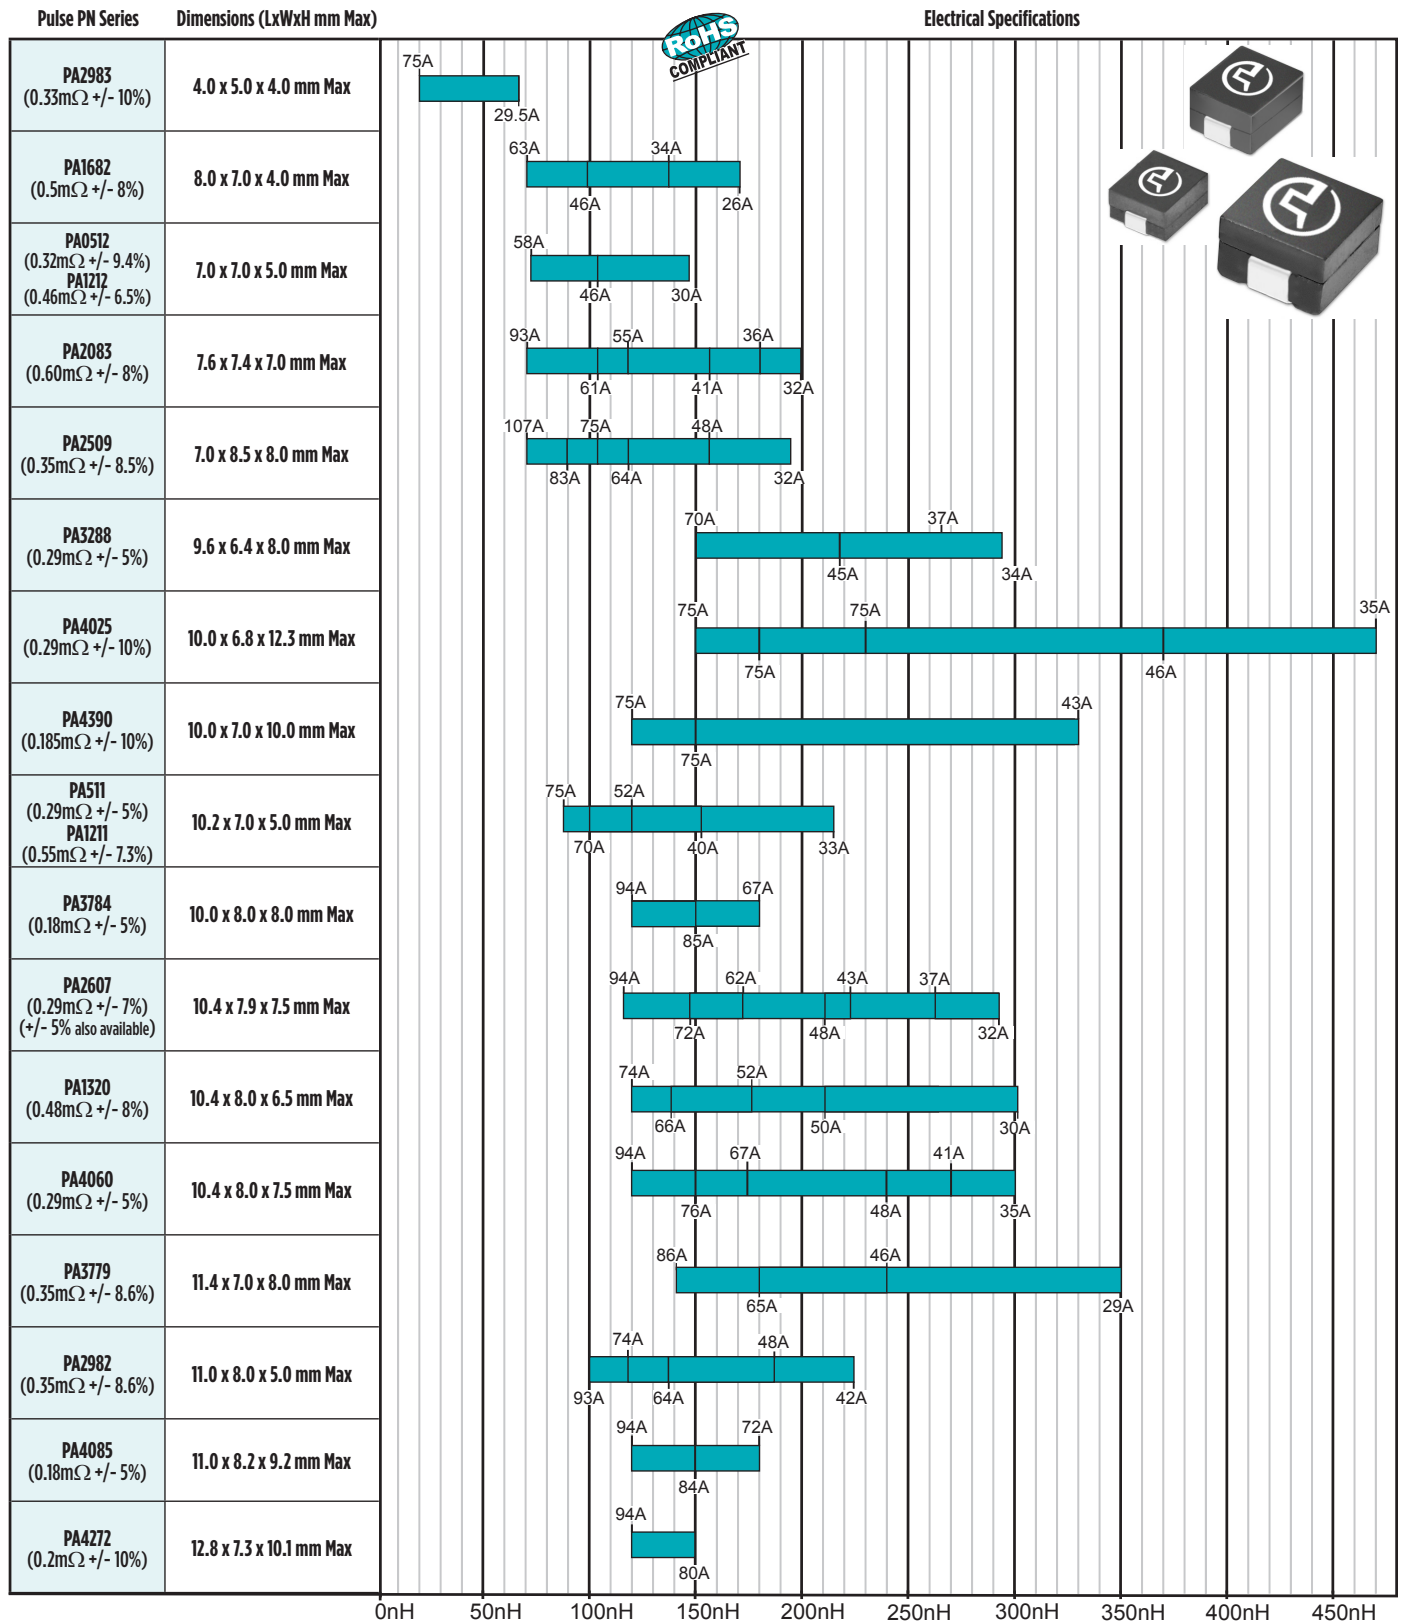 Pulse PN Series
Dimensions (LxWxH mm Max)
Electrical Specifications
RoHS
COMPLIANT
PA2983
(0.33mΩ +/- 10%)
4.0 x 5.0 x 4.0 mm Max
75A
29.5A
PA1682
(0.5mΩ +/- 8%)
8.0 x 7.0 x 4.0 mm Max
63A
34A
46A
26A
PA0512
(0.32mΩ +/- 9.4%)
PA1212
(0.46mΩ +/- 6.5%)
7.0 x 7.0 x 5.0 mm Max
58A
46A
30A
PA2083
(0.60mΩ +/- 8%)
7.6 x 7.4 x 7.0 mm Max
93A
55A
36A
61A
41A
32A
PA2509
(0.35mΩ +/- 8.5%)
7.0 x 8.5 x 8.0 mm Max
107A
75A
48A
83A
64A
32A
PA3288
(0.29mΩ +/- 5%)
9.6 x 6.4 x 8.0 mm Max
70A
37A
45A
34A
PA4025
(0.29mΩ +/- 10%)
10.0 x 6.8 x 12.3 mm Max
75A
75A
35A
75A
46A
PA4390
(0.185mΩ +/- 10%)
10.0 x 7.0 x 10.0 mm Max
75A
43A
75A
PA511
(0.29mΩ +/- 5%)
PA1211
(0.55mΩ +/- 7.3%)
10.2 x 7.0 x 5.0 mm Max
75A
52A
70A
40A
33A
PA3784
(0.18mΩ +/- 5%)
10.0 x 8.0 x 8.0 mm Max
94A
67A
85A
PA2607
(0.29mΩ +/- 7%)
(+/- 5% also available)
10.4 x 7.9 x 7.5 mm Max
94A
62A
43A
37A
72A
48A
32A
PA1320
(0.48mΩ +/- 8%)
10.4 x 8.0 x 6.5 mm Max
74A
52A
66A
50A
30A
PA4060
(0.29mΩ +/- 5%)
10.4 x 8.0 x 7.5 mm Max
94A
67A
41A
76A
48A
35A
PA3779
(0.35mΩ +/- 8.6%)
11.4 x 7.0 x 8.0 mm Max
86A
46A
65A
29A
PA2982
(0.35mΩ +/- 8.6%)
11.0 x 8.0 x 5.0 mm Max
74A
48A
93A
64A
42A
PA4085
(0.18mΩ +/- 5%)
11.0 x 8.2 x 9.2 mm Max
94A
72A
84A
PA4272
(0.2mΩ +/- 10%)
12.8 x 7.3 x 10.1 mm Max
94A
80A
0nH
50nH
100nH
150nH
200nH
250nH
300nH
350nH
400nH
450nH